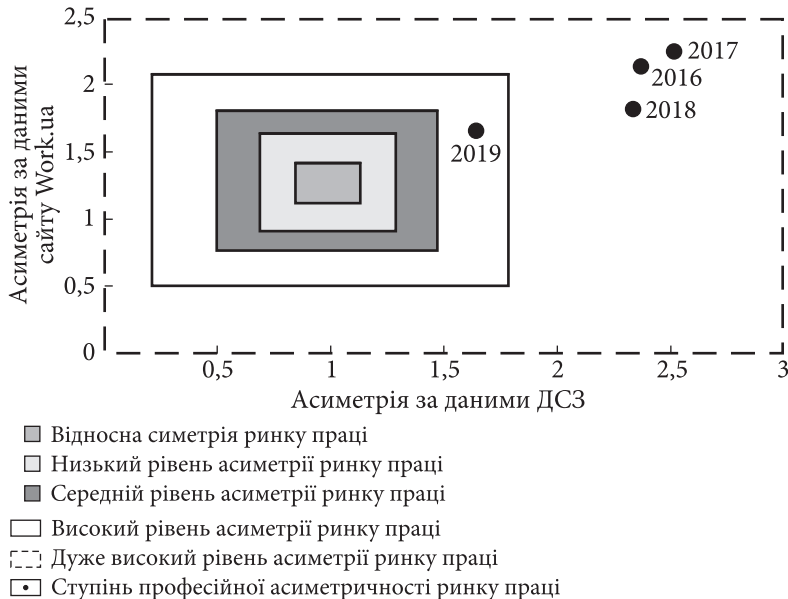 2,5
2
1,5
1
0,5
0
Асиметрія за даними
сайту Work.ua
2017
2016
2018
2019
0,5 1 1,5 2 2,5 3
Асиметрія за даними ДСЗ
Відносна симетрія ринку праці
Низький рівень асиметрії ринку праці
Середній рівень асиметрії ринку праці
Високий рівень асиметрії ринку праці
Дуже високий рівень асиметрії ринку праці
Ступінь професійної асиметричності ринку праці